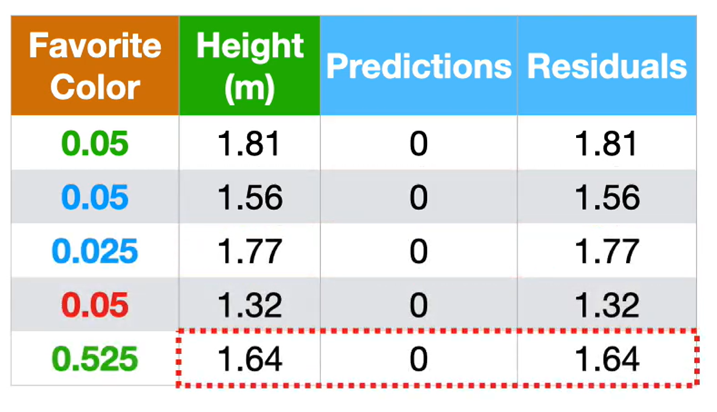 Favorite Color Height (m) Predictions Residuals
0.05 1.81 0 1.81
0.05 1.56 0 1.56
0.025 1.77 0 1.77
0.05 1.32 0 1.32
0.525 1.64 0 1.64